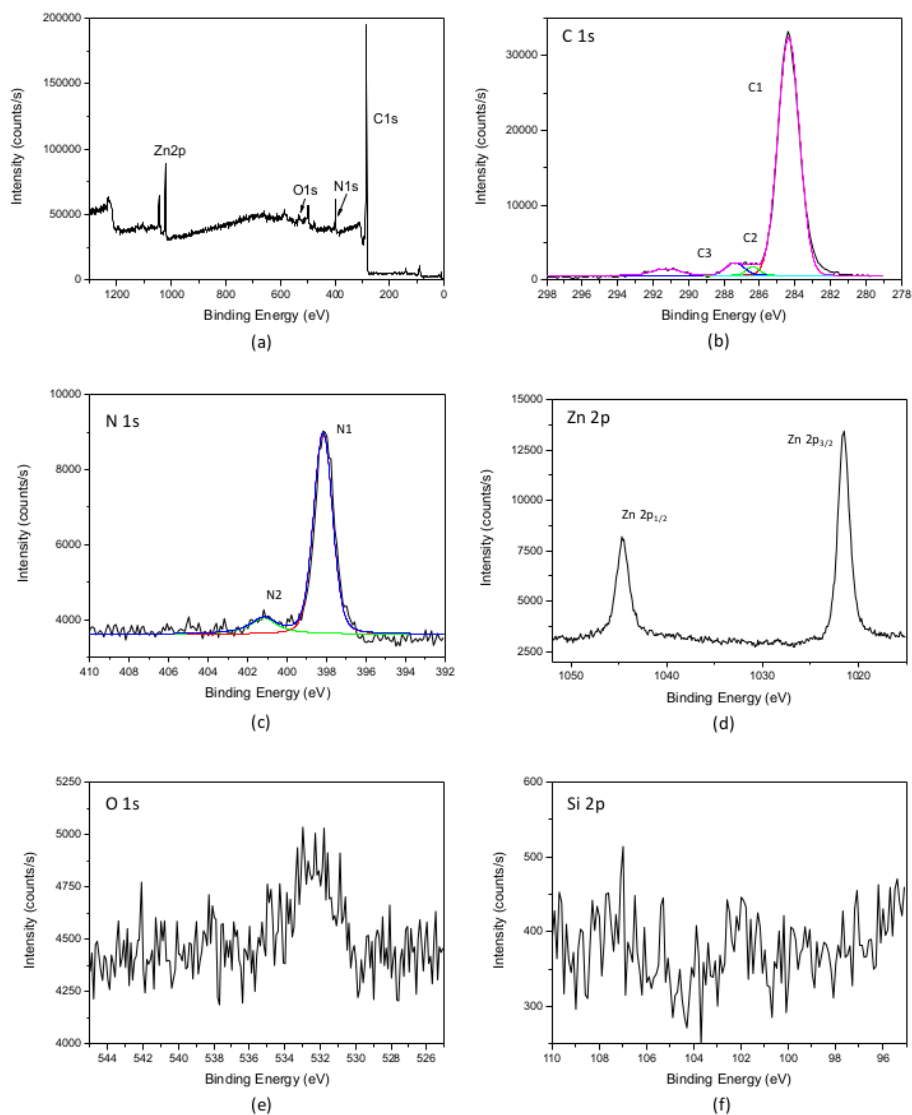 200000
150000
100000
50000
0
1200
1000
800
600
400
200
0
Intensity (counts/s)
Binding Energy (eV)
Zn2p
O1s
N1s
C1s
(a)
C 1s
30000
20000
10000
0
298
296
294
292
290
288
286
284
282
280
278
Intensity (counts/s)
Binding Energy (eV)
C1
C2
C3
(b)
N 1s
10000
8000
6000
4000
410
408
406
404
402
400
398
396
394
392
Intensity (counts/s)
Binding Energy (eV)
N1
N2
(c)
Zn 2p
15000
12500
10000
7500
5000
2500
1050
1040
1030
1020
Intensity (counts/s)
Binding Energy (eV)
Zn 2p1/2
Zn 2p3/2
(d)
O 1s
5250
5000
4750
4500
4250
4000
544
542
540
538
536
534
532
530
528
526
Intensity (counts/s)
Binding Energy (eV)
(e)
Si 2p
600
500
400
300
110
108
106
104
102
100
98
96
Intensity (counts/s)
Binding Energy (eV)
(f)